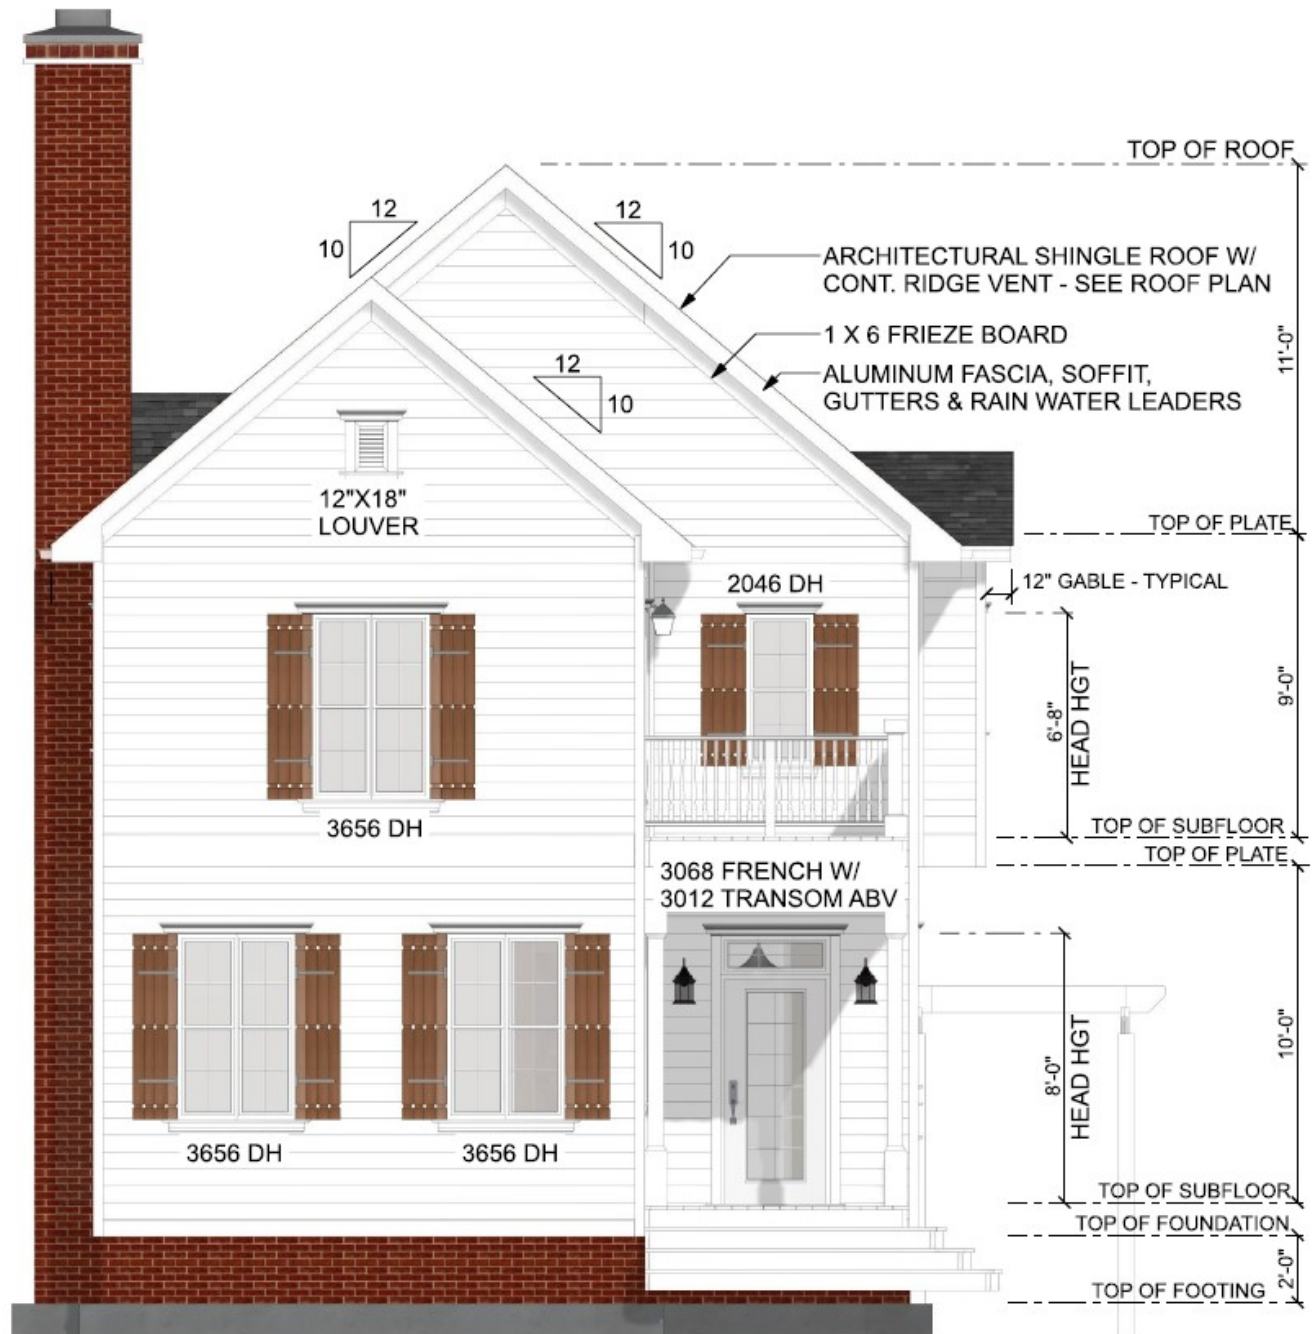 TOP OF ROOF
12
10
12
10
ARCHITECTURAL SHINGLE ROOF W/
CONT. RIDGE VENT - SEE ROOF PLAN
1 X 6 FRIEZE BOARD
11'-0"
12
10
ALUMINUM FASCIA, SOFFIT,
GUTTERS & RAIN WATER LEADERS
12"X18"
LOUVER
TOP OF PLATE
2046 DH
12" GABLE - TYPICAL
6'-8"
HEAD HGT
9'-0"
3656 DH
TOP OF SUBFLOOR
TOP OF PLATE
3068 FRENCH W/
3012 TRANSOM ABV
8'-0"
HEAD HGT
10'-0"
3656 DH
3656 DH
TOP OF SUBFLOOR
TOP OF FOUNDATION
2'-0"
TOP OF FOOTING